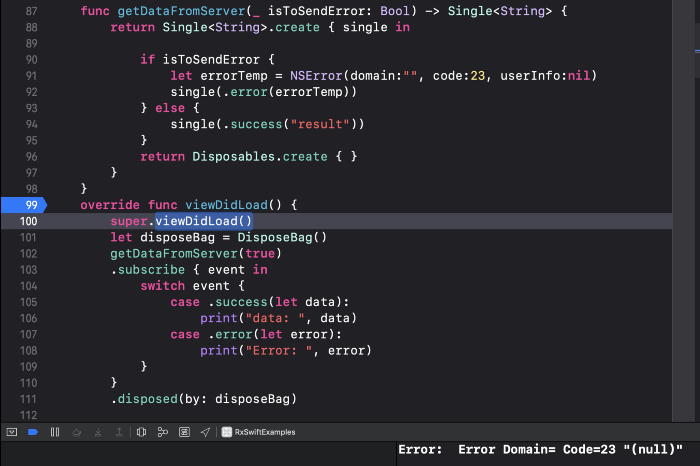 87 func getDataFromServer(_ isToSendError: Bool) -> Single<String> {
88 return Single<String>.create { single in
89
90 if isToSendError {
91 let errorTemp = NSError(domain:"", code:23, userInfo:nil)
92 single(.error(errorTemp))
93 } else {
94 single(.success("result"))
95 }
96 return Disposables.create { }
97 }
98 }
99 override func viewDidLoad() {
100 super.viewDidLoad()
101 let disposeBag = DisposeBag()
102 getDataFromServer(true)
103 .subscribe { event in
104 switch event {
105 case .success(let data):
106 print("data: ", data)
107 case .error(let error):
108 print("Error: ", error)
109 }
110 }
111 .disposed(by: disposeBag)
112
RxSwiftExamples
Error:  Error Domain= Code=23 "(null)"